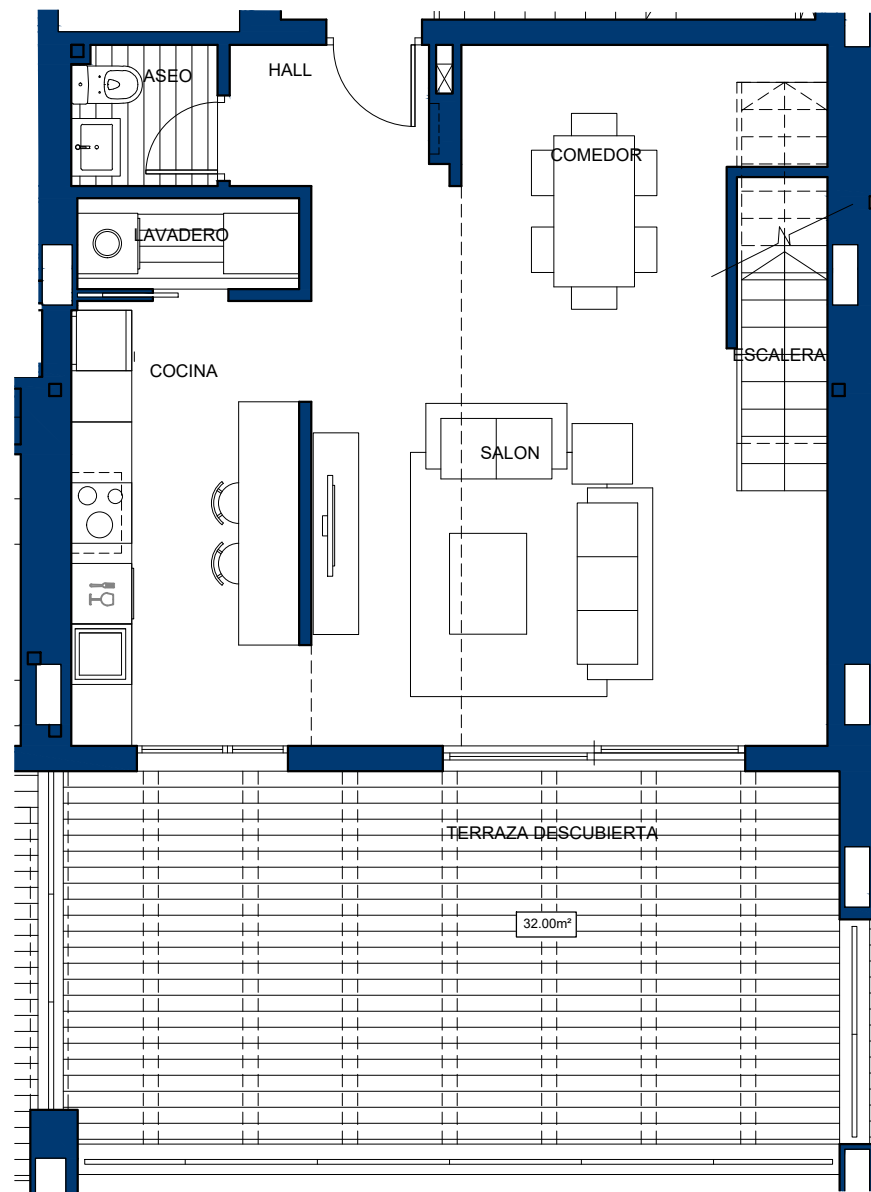 ASEO
HALL
COMEDOR
LAVADERO
ESCALERA
COCINA
SALON
TERRAZA DESCUBIERTA
32.00m²